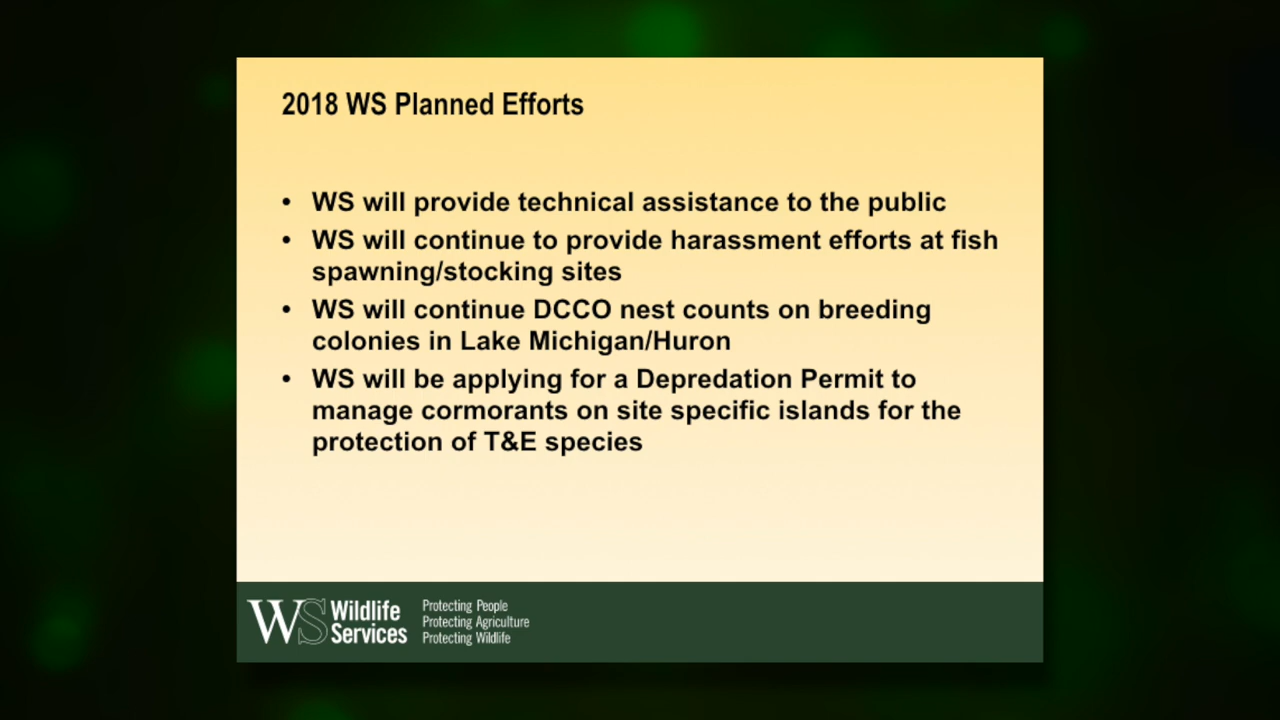 2018 WS Planned Efforts
• WS will provide technical assistance to the public
• WS will continue to provide harassment efforts at fish
spawning/stocking sites
• WS will continue DCCO nest counts on breeding
colonies in Lake Michigan/Huron
• WS will be applying for a Depredation Permit to
manage cormorants on site specific islands for the
protection of T&E species
WS Wildlife
Services
Protecting People
Protecting Agriculture
Protecting Wildlife